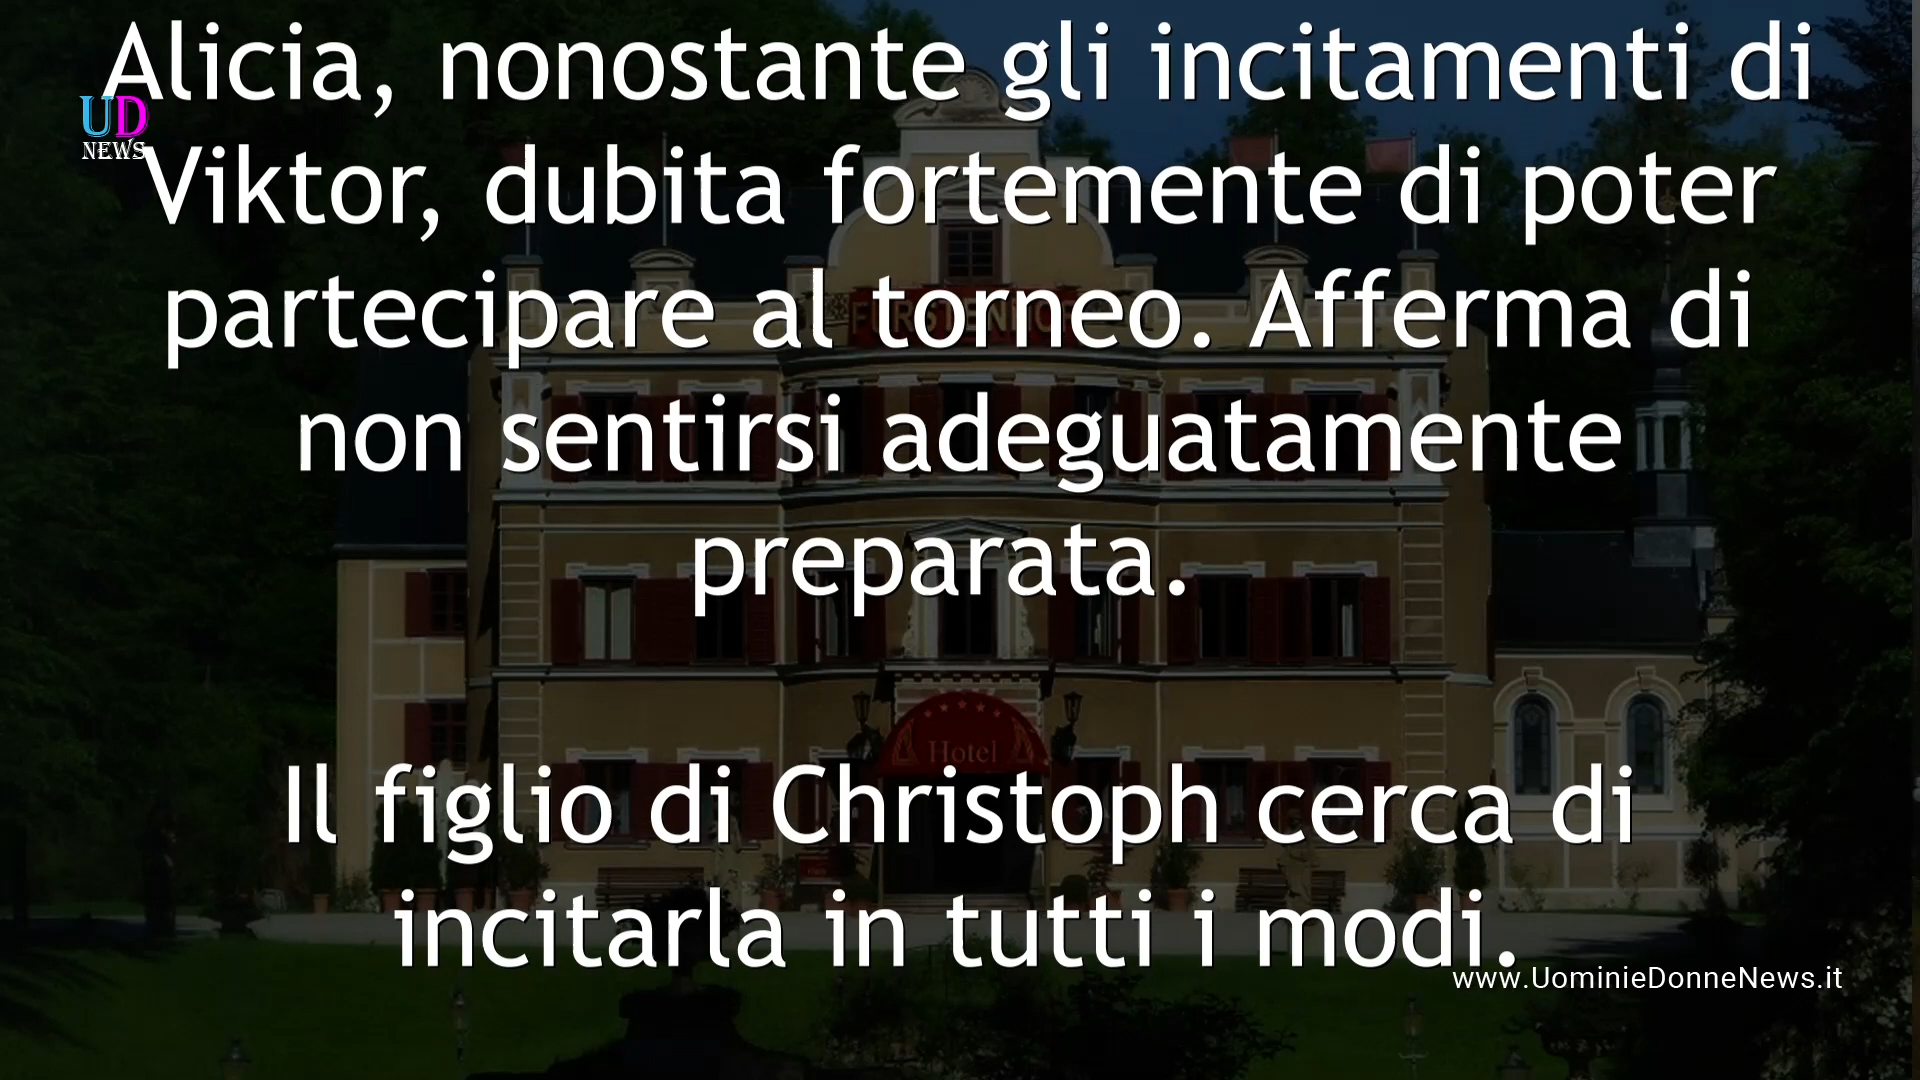 Alicia, nonostante gli incitamenti di
UD
NEWS
Viktor, dubita fortemente di poter
partecipare al torneo. Afferma di
FÜRSTENHOF
non sentirsi adeguatamente
preparata.
Hotel
Il figlio di Christoph cerca di
incitarla in tutti i modi.
www.UominieDonneNews.it